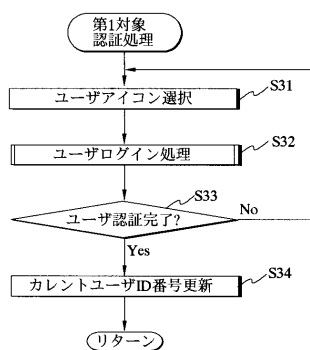 第1対象
認証処理
S31
ユーザアイコン選択
S32
ユーザログイン処理
S33
ユーザ認証完了?
No
Yes
S34
カレントユーザID番号更新
リターン